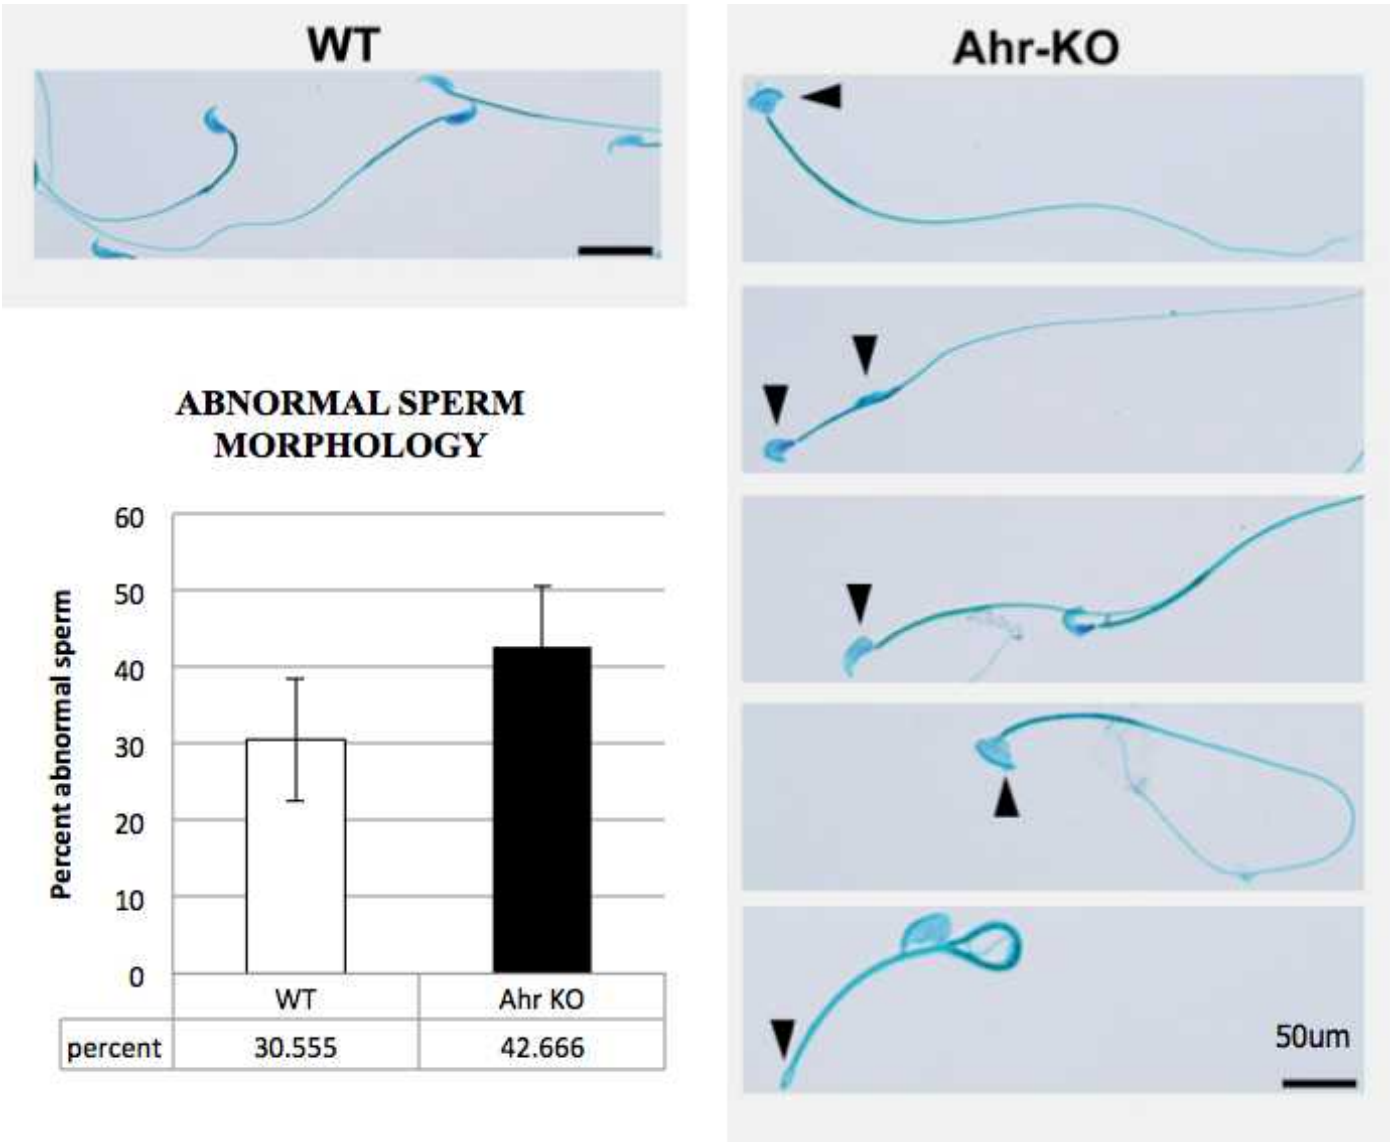 WT
Ahr-KO
ABNORMAL SPERM
MORPHOLOGY
Percent abnormal sperm
60
50
40
30
20
10
0
WT Ahr KO
percent 30.555 42.666
50um